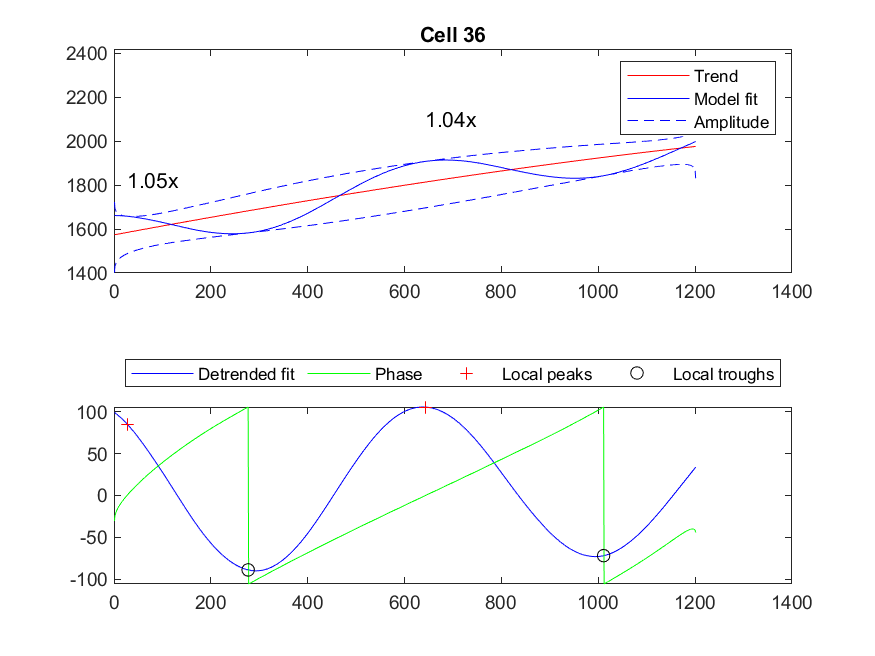 Cell 36
2400
2200
2000
1800
1600
1400
0 200 400 600 800 1000 1200 1400
1.05x
1.04x
Trend
Model fit
Amplitude
Detrended fit Phase Local peaks Local troughs
100
50
0
-50
-100
0 200 400 600 800 1000 1200 1400